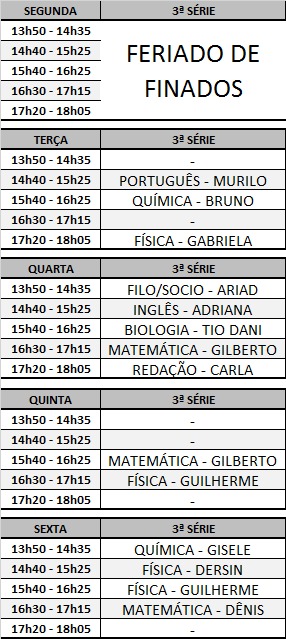 SEGUNDA 3ª SÉRIE
13h50 - 14h35
14h40 - 15h25
15h40 - 16h25
16h30 - 17h15
17h20 - 18h05
FERIADO DE
FINADOS
TERÇA 3ª SÉRIE
13h50 - 14h35 -
14h40 - 15h25 PORTUGUÊS - MURILO
15h40 - 16h25 QUÍMICA - BRUNO
16h30 - 17h15 -
17h20 - 18h05 FÍSICA - GABRIELA
QUARTA 3ª SÉRIE
13h50 - 14h35 FILO/SOCIO - ARIAD
14h40 - 15h25 INGLÊS - ADRIANA
15h40 - 16h25 BIOLOGIA - TIO DANI
16h30 - 17h15 MATEMÁTICA - GILBERTO
17h20 - 18h05 REDAÇÃO - CARLA
QUINTA 3ª SÉRIE
13h50 - 14h35 -
14h40 - 15h25 -
15h40 - 16h25 MATEMÁTICA - GILBERTO
16h30 - 17h15 FÍSICA - GUILHERME
17h20 - 18h05 -
SEXTA 3ª SÉRIE
13h50 - 14h35 QUÍMICA - GISELE
14h40 - 15h25 FÍSICA - DERSIN
15h40 - 16h25 FÍSICA - GUILHERME
16h30 - 17h15 MATEMÁTICA - DÊNIS
17h20 - 18h05 -